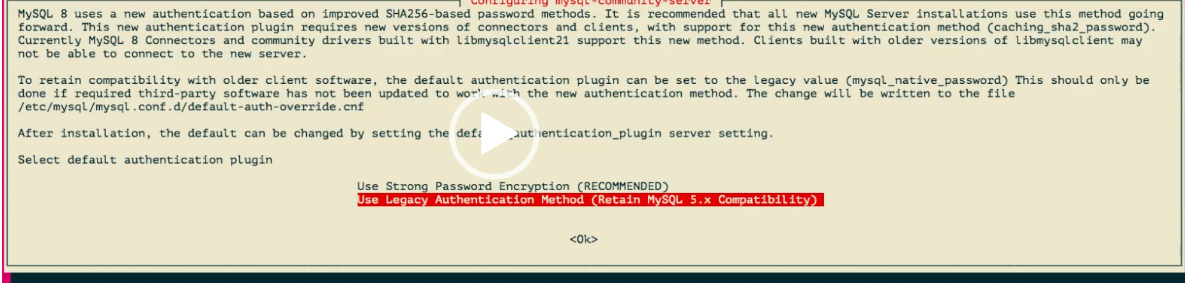 Configuring mysql-community-server
MySQL 8 uses a new authentication based on improved SHA256-based password methods. It is recommended that all new MySQL Server installations use this method going
forward. This new authentication plugin requires new versions of connectors and clients, with support for this new authentication method (caching_sha2_password).
Currently MySQL 8 Connectors and community drivers built with libmysqlclient21 support this new method. Clients built with older versions of libmysqlclient may
not be able to connect to the new server.
To retain compatibility with older client software, the default authentication plugin can be set to the legacy value (mysql_native_password) This should only be
done if required third-party software has not been updated to work with the new authentication method. The change will be written to the file
/etc/mysql/mysql.conf.d/default-auth-override.cnf
After installation, the default can be changed by setting the default_authentication_plugin server setting.
Select default authentication plugin
Use Strong Password Encryption (RECOMMENDED)
Use Legacy Authentication Method (Retain MySQL 5.x Compatibility)
<Ok>